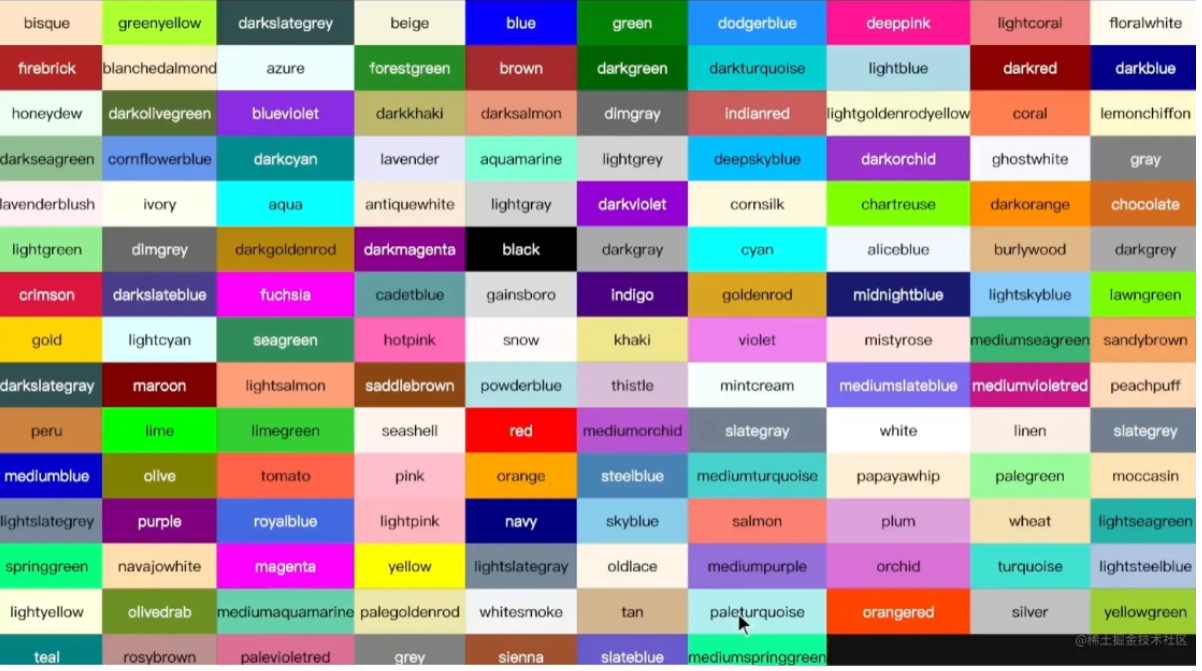 bisque greenyellow darkslategrey beige blue green dodgerblue deeppink lightcoral floralwhite
firebrick blanchedalmond azure forestgreen brown darkgreen darkturquoise lightblue darkred darkblue
honeydew darkolivegreen blueviolet darkkhaki darksalmon dimgray indianred lightgoldenrodyellow coral lemonchiffon
darkseagreen cornflowerblue darkcyan lavender aquamarine lightgrey deepskyblue darkorchid ghostwhite gray
lavenderblush ivory aqua antiquewhite lightgray darkviolet cornsilk chartreuse darkorange chocolate
lightgreen dimgrey darkgoldenrod darkmagenta black darkgray cyan aliceblue burlywood darkgrey
crimson darkslateblue fuchsia cadetblue gainsboro indigo goldenrod midnightblue lightskyblue lawngreen
gold lightcyan seagreen hotpink snow khaki violet mistyrose mediumseagreen sandybrown
darkslategray maroon lightsalmon saddlebrown powderblue thistle mintcream mediumslateblue mediumvioletred peachpuff
peru lime limegreen seashell red mediumorchid slategray white linen slategrey
mediumblue olive tomato pink orange steelblue mediumturquoise papayawhip palegreen moccasin
lightslategrey purple royalblue lightpink navy skyblue salmon plum wheat lightseagreen
springgreen navajowhite magenta yellow lightslategray oldlace mediumpurple orchid turquoise lightsteelblue
lightyellow olivedrab mediumaquamarine palegoldenrod whitesmoke tan paleturquoise orangered silver yellowgreen
@稀土掘金技术社区
teal rosybrown palevioletred grey sienna slateblue mediumspringgreen